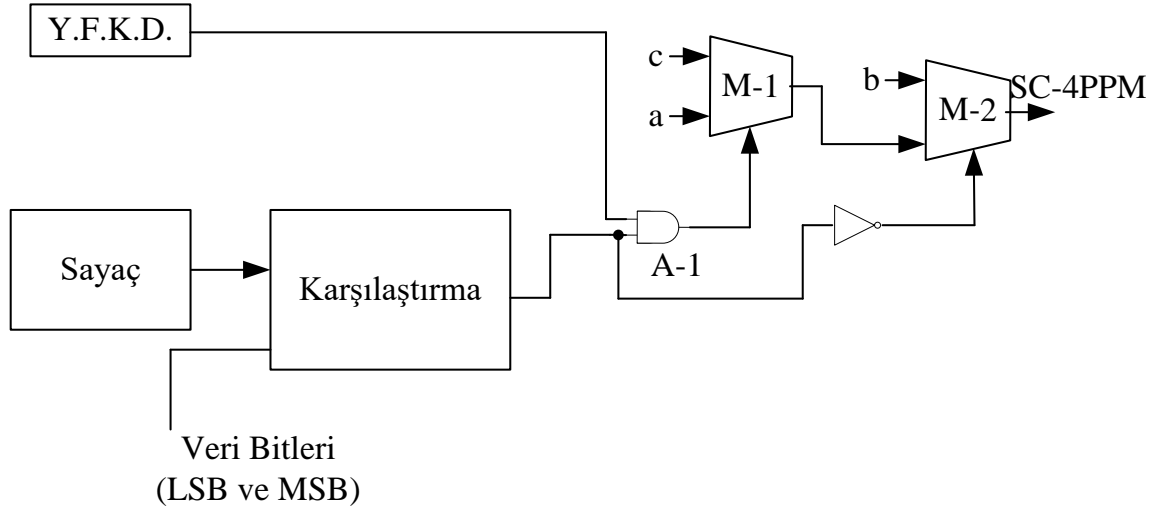 Y.F.K.D.
c
a
M-1
b
M-2
SC-4PPM
A-1
Sayaç
Karşılaştırma
Veri Bitleri
(LSB ve MSB)